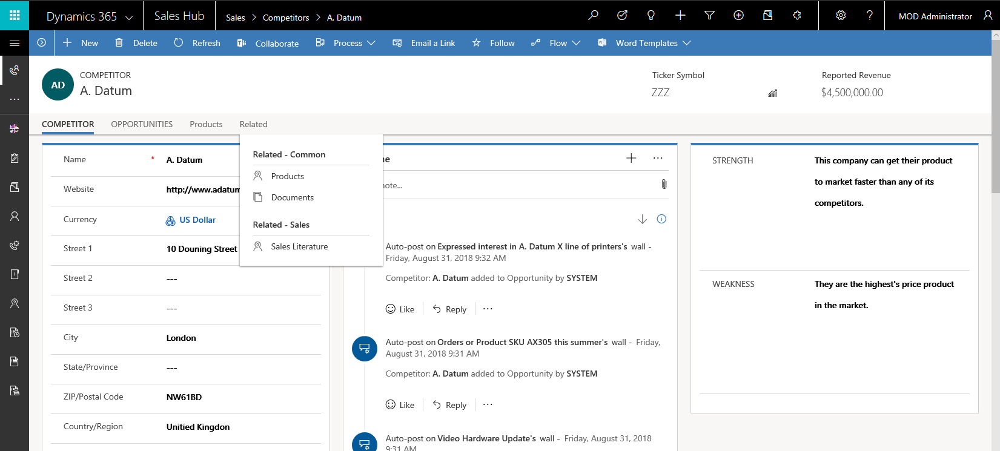 Dynamics 365
Sales Hub
Sales > Competitors > A. Datum
MOD Administrator
New
Delete
Refresh
Collaborate
Process
Email a Link
Follow
Flow
Word Templates
AD
COMPETITOR
A. Datum
Ticker Symbol
ZZZ
Reported Revenue
$4,500,000.00
COMPETITOR
OPPORTUNITIES
Products
Related
Related - Common
Products
Documents
Related - Sales
Sales Literature
Name * A. Datum
Website http://www.adatum
Currency US Dollar
Street 1 10 Douning Street
Street 2 ---
Street 3 ---
City London
State/Province ---
ZIP/Postal Code NW61BD
Country/Region Unitied Kingdon
note...
Auto-post on Expressed interest in A. Datum X line of printers's wall -
Friday, August 31, 2018 9:32 AM
Competitor: A. Datum added to Opportunity by SYSTEM
Like
Reply
...
Auto-post on Orders or Product SKU AX305 this summer's wall - Friday,
August 31, 2018 9:31 AM
Competitor: A. Datum added to Opportunity by SYSTEM
Like
Reply
...
Auto-post on Video Hardware Update's wall - Friday, August 31, 2018
9:31 AM
STRENGTH
This company can get their product
to market faster than any of its
competitors.
WEAKNESS
They are the highest's price product
in the market.